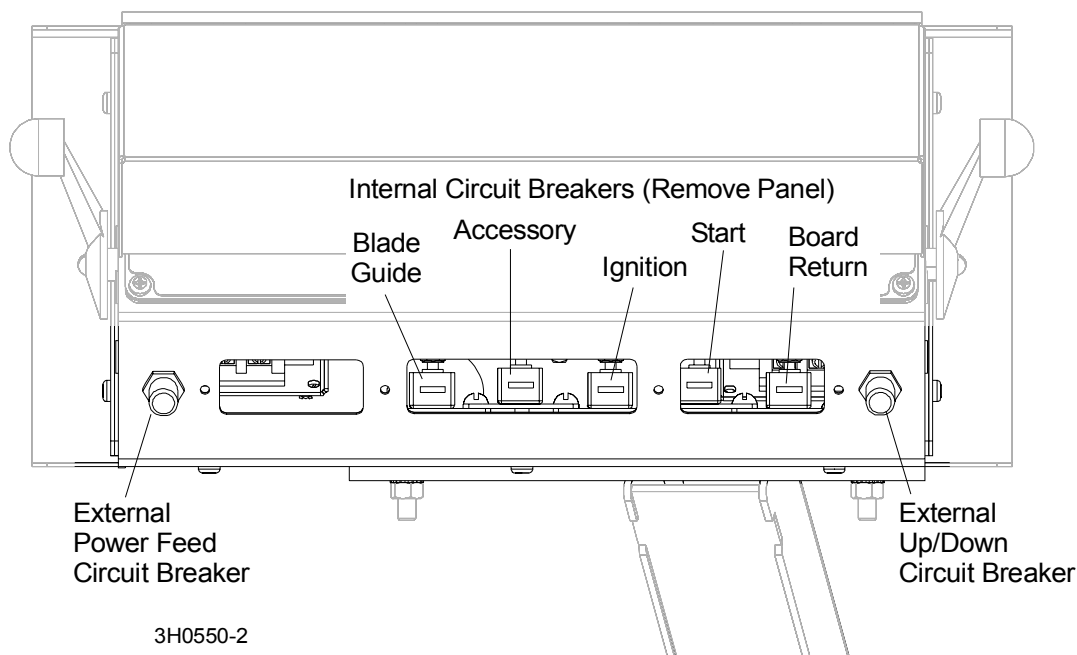 Internal Circuit Breakers (Remove Panel)
Blade
Guide
Accessory
Ignition
Start
Board
Return
External
Power Feed
Circuit Breaker
External
Up/Down
Circuit Breaker
3H0550-2